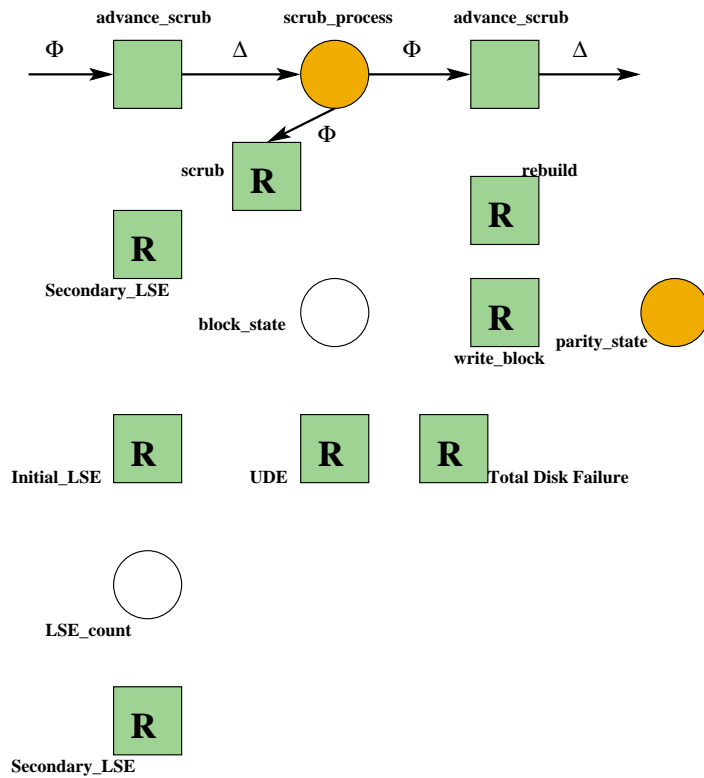 advance_scrub scrub_process advance_scrub
Φ Δ Φ Δ
Φ
scrub R rebuild
R
R
Secondary_LSE
block_state R parity_state
write_block
R R R
Initial_LSE UDE Total Disk Failure
LSE_count
R
Secondary_LSE